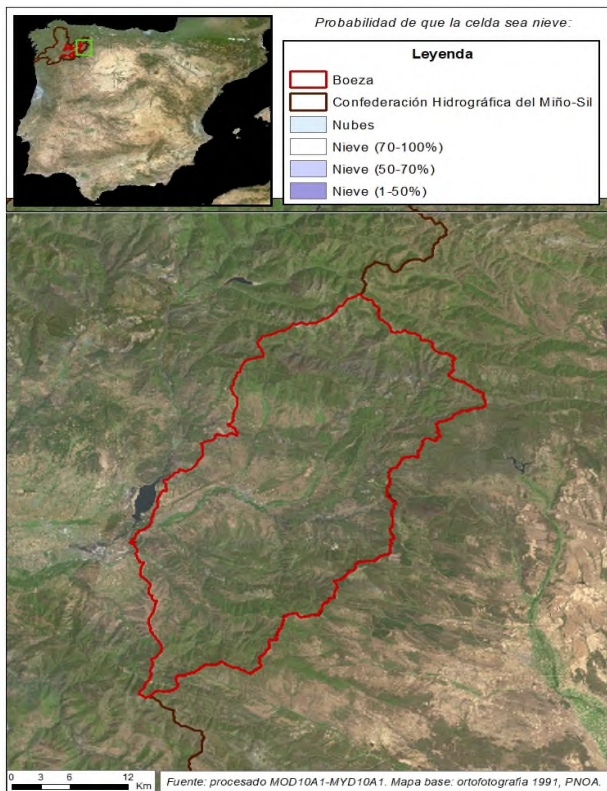 Probabilidad de que la celda sea nieve:
Leyenda
Boeza
Confederación Hidrográfica del Miño-Sil
Nubes
Nieve (70-100%)
Nieve (50-70%)
Nieve (1-50%)
0 3 6 12
Km
Fuente: procesado MOD10A1-MYD10A1. Mapa base: ortofotografía 1991, PNOA.